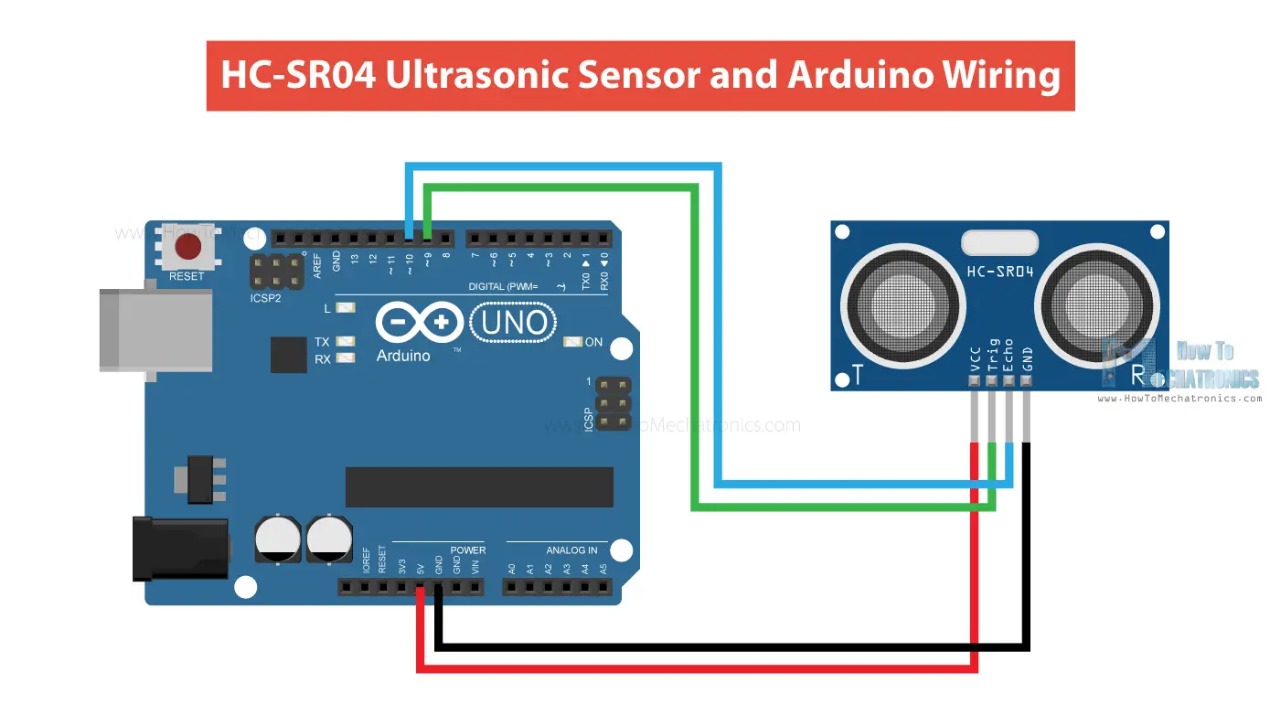 HC-SR04 Ultrasonic Sensor and Arduino Wiring
RESET
ICSP2
AREF
GND
13
12
~11
~10
~9
8
7
~6
~5
4
~3
2
TX0 ▶ 1
RX0 ◀ 0
DIGITAL (PWM= ~)
L
TX
RX
Arduino
TM
UNO
ON
1
ICSP
HC-SR04
T
R
VCC
Trig
Echo
GND
How To
MECHATRONICS
www.HowToMechatronics.com
POWER
ANALOG IN
IOREF
RESET
3V3
5V
GND
GND
VIN
A0
A1
A2
A3
A4
A5